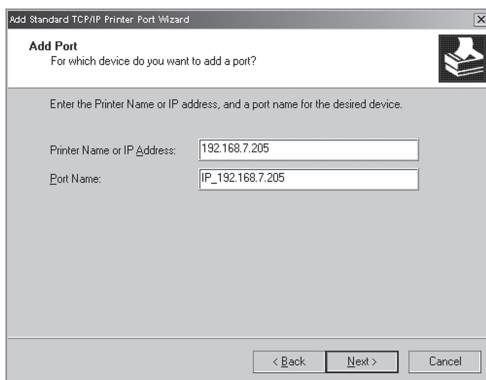 Add Standard TCP/IP Printer Port Wizard
Add Port
For which device do you want to add a port?
Enter the Printer Name or IP address, and a port name for the desired device.
Printer Name or IP Address: 192.168.7.205
Port Name: IP_192.168.7.205
< Back Next > Cancel